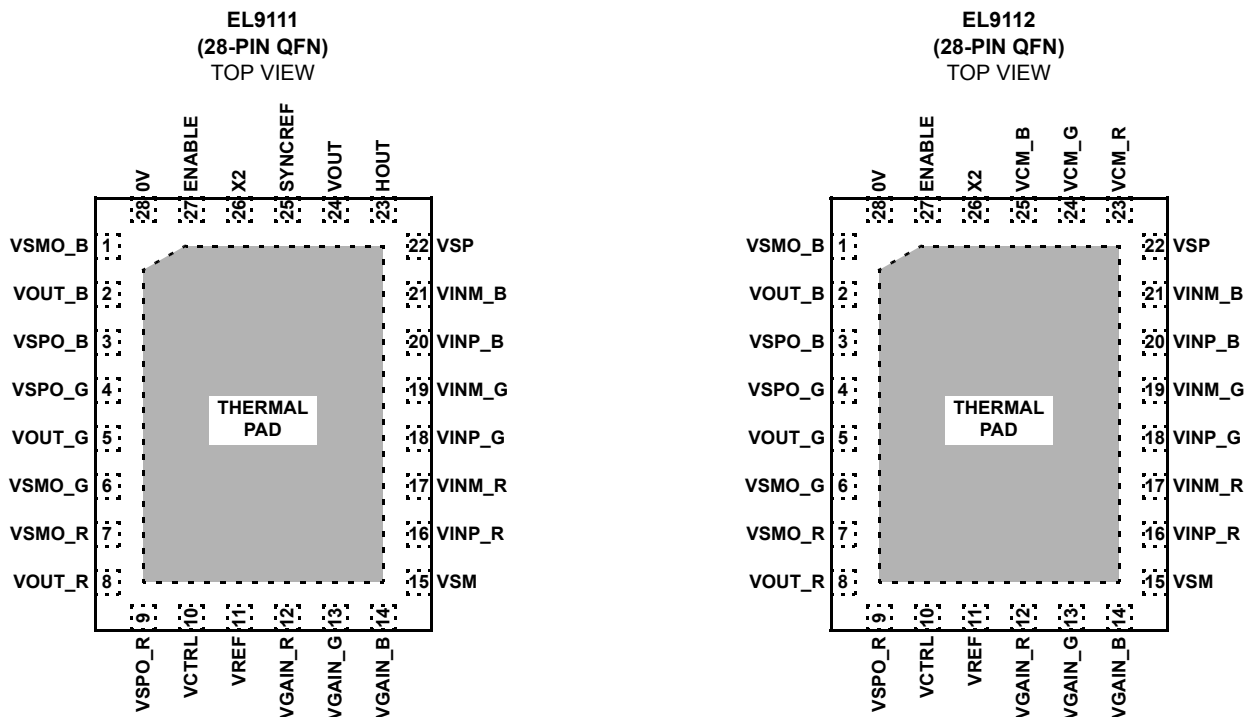 EL9111
(28-PIN QFN)
TOP VIEW
28 0V
27 ENABLE
26 X2
25 SYNCREF
24 VOUT
23 HOUT
VSMO_B 1
VOUT_B 2
VSPO_B 3
VSPO_G 4
VOUT_G 5
VSMO_G 6
VSMO_R 7
VOUT_R 8
THERMAL
PAD
22 VSP
21 VINM_B
20 VINP_B
19 VINM_G
18 VINP_G
17 VINM_R
16 VINP_R
15 VSM
VSPO_R 9
VCTRL 10
VREF 11
VGAIN_R 12
VGAIN_G 13
VGAIN_B 14
EL9112
(28-PIN QFN)
TOP VIEW
28 0V
27 ENABLE
26 X2
25 VCM_B
24 VCM_G
23 VCM_R
VSMO_B 1
VOUT_B 2
VSPO_B 3
VSPO_G 4
VOUT_G 5
VSMO_G 6
VSMO_R 7
VOUT_R 8
THERMAL
PAD
22 VSP
21 VINM_B
20 VINP_B
19 VINM_G
18 VINP_G
17 VINM_R
16 VINP_R
15 VSM
VSPO_R 9
VCTRL 10
VREF 11
VGAIN_R 12
VGAIN_G 13
VGAIN_B 14